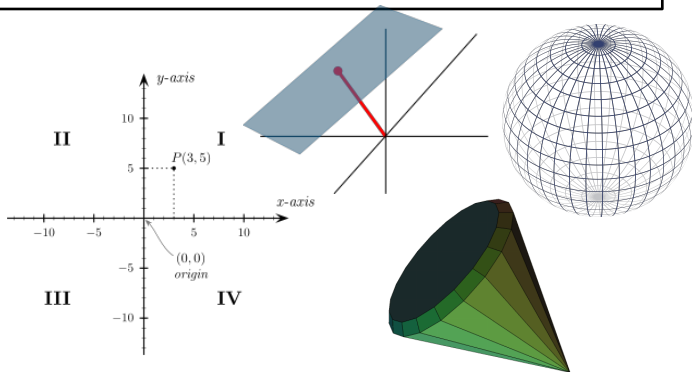 y-axis
10
II
I
P(3, 5)
5
x-axis
−10
−5
5
10
(0, 0)
origin
−5
III
IV
−10